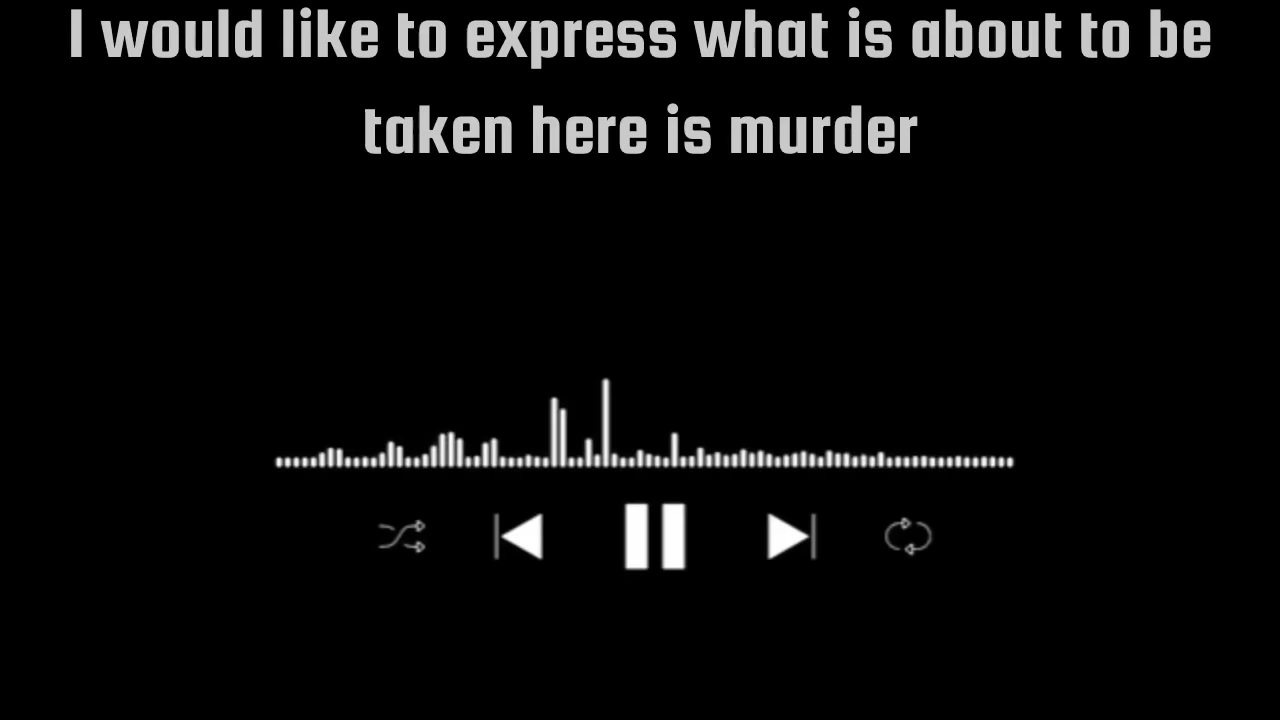 I would like to express what is about to be
taken here is murder